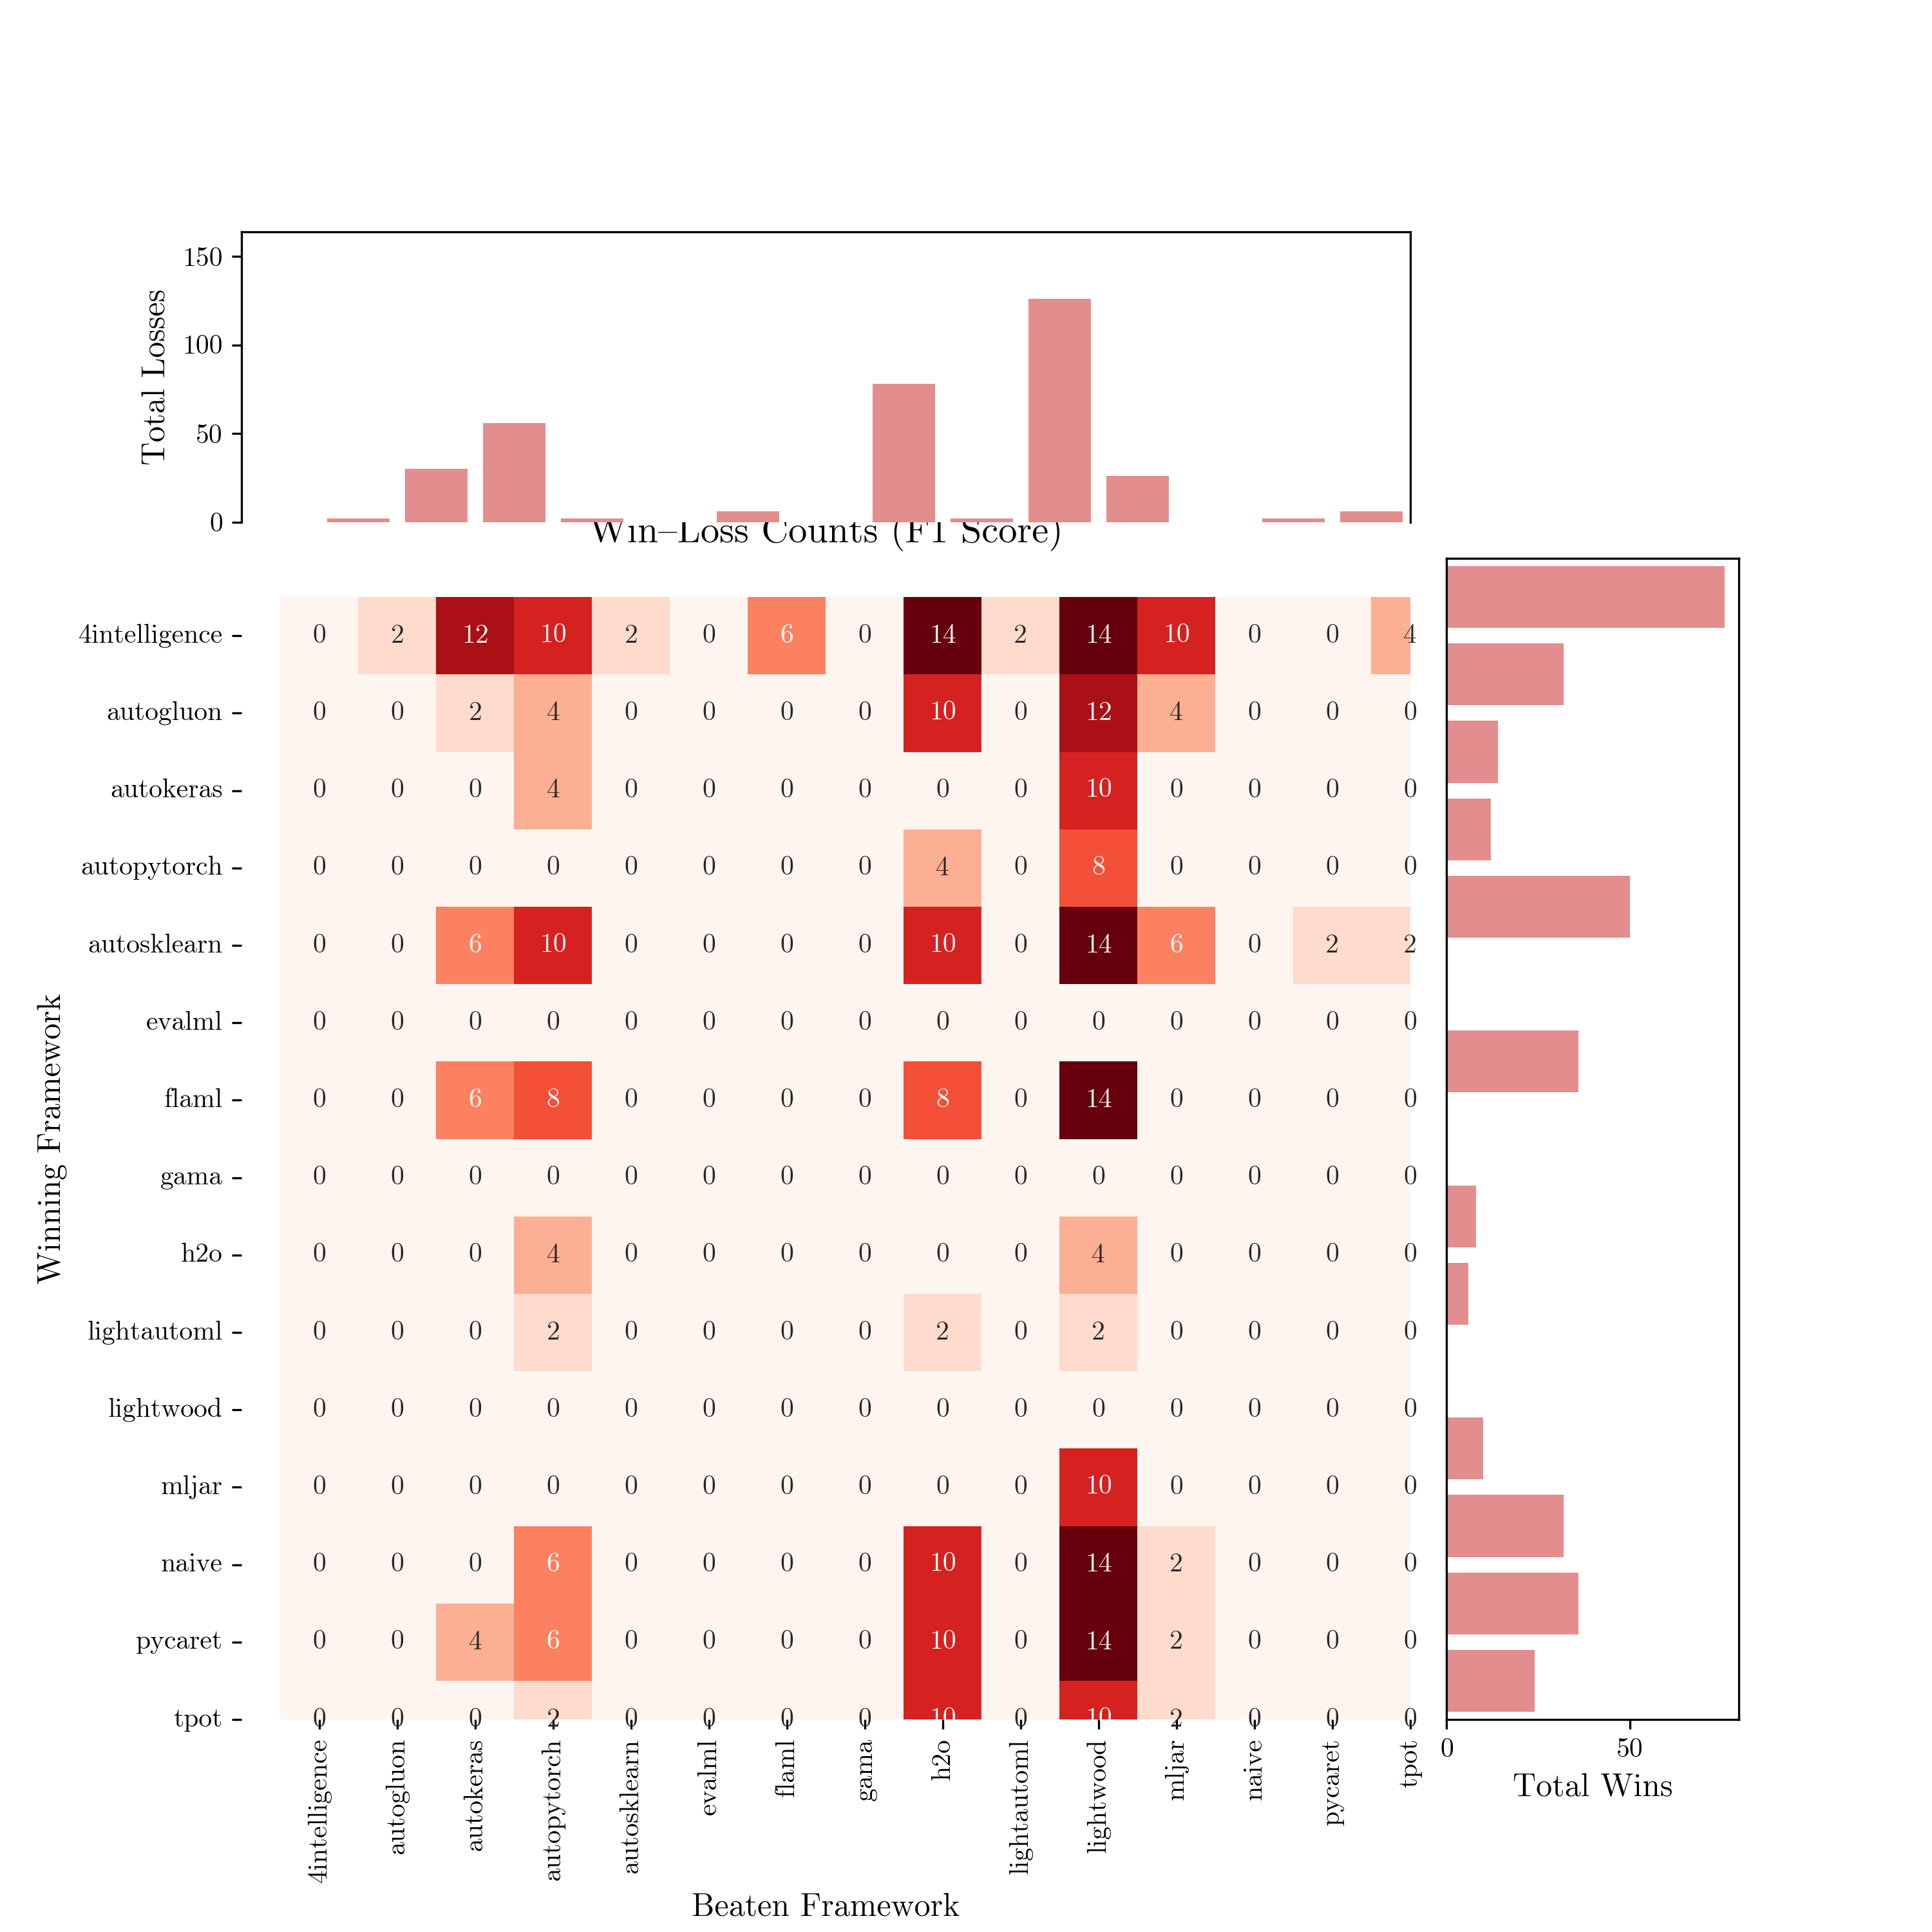 150
100
50
0
Total Losses
Win–Loss Counts (F1 Score)
Winning Framework
4intelligence 0 2 12 10 2 0 6 0 14 2 14 10 0 0 4
autogluon 0 0 2 4 0 0 0 0 10 0 12 4 0 0 0
autokeras 0 0 0 4 0 0 0 0 0 0 10 0 0 0 0
autopytorch 0 0 0 0 0 0 0 0 4 0 8 0 0 0 0
autosklearn 0 0 6 10 0 0 0 0 10 0 14 6 0 2 2
evalml 0 0 0 0 0 0 0 0 0 0 0 0 0 0 0
flaml 0 0 6 8 0 0 0 0 8 0 14 0 0 0 0
gama 0 0 0 0 0 0 0 0 0 0 0 0 0 0 0
h2o 0 0 0 4 0 0 0 0 0 0 4 0 0 0 0
lightautoml 0 0 0 2 0 0 0 0 2 0 2 0 0 0 0
lightwood 0 0 0 0 0 0 0 0 0 0 0 0 0 0 0
mljar 0 0 0 0 0 0 0 0 0 0 10 0 0 0 0
naive 0 0 0 6 0 0 0 0 10 0 14 2 0 0 0
pycaret 0 0 4 6 0 0 0 0 10 0 14 2 0 0 0
tpot 0 0 0 2 0 0 0 0 10 0 10 2 0 0 0
4intelligence autogluon autokeras autopytorch autosklearn evalml flaml gama h2o lightautoml lightwood mljar naive pycaret tpot
Beaten Framework
0 50
Total Wins